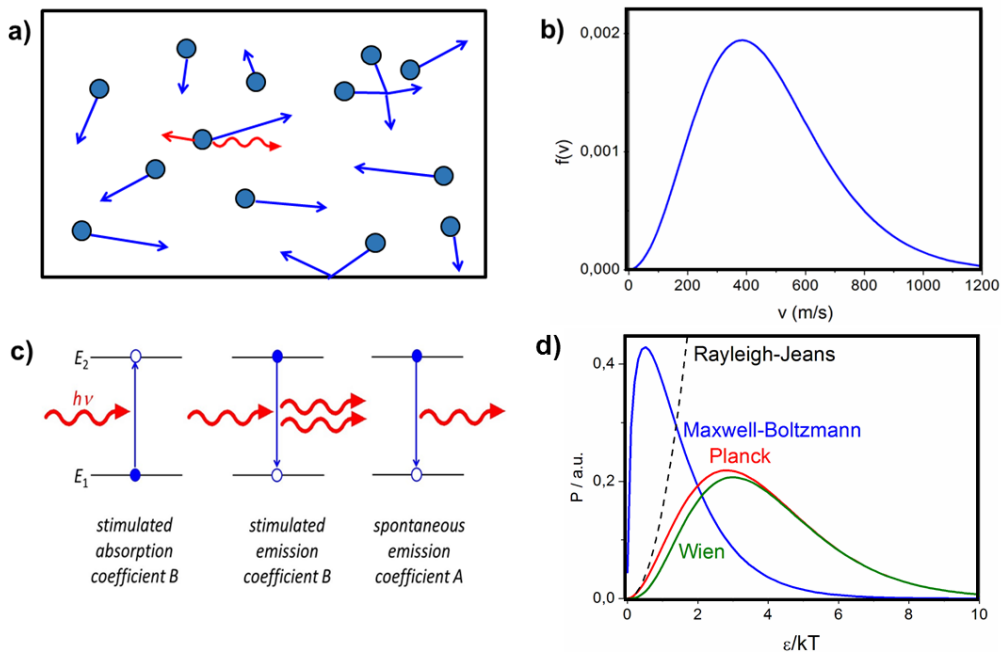 a)
b)
0,002
0,001
0,000
f(v)
0 200 400 600 800 1000 1200
v (m/s)
c)
E2
hν
E1
stimulated
absorption
coefficient B
stimulated
emission
coefficient B
spontaneous
emission
coefficient A
d)
0,4
0,2
0,0
P / a.u.
Rayleigh-Jeans
Maxwell-Boltzmann
Planck
Wien
0 2 4 6 8 10
ε/kT